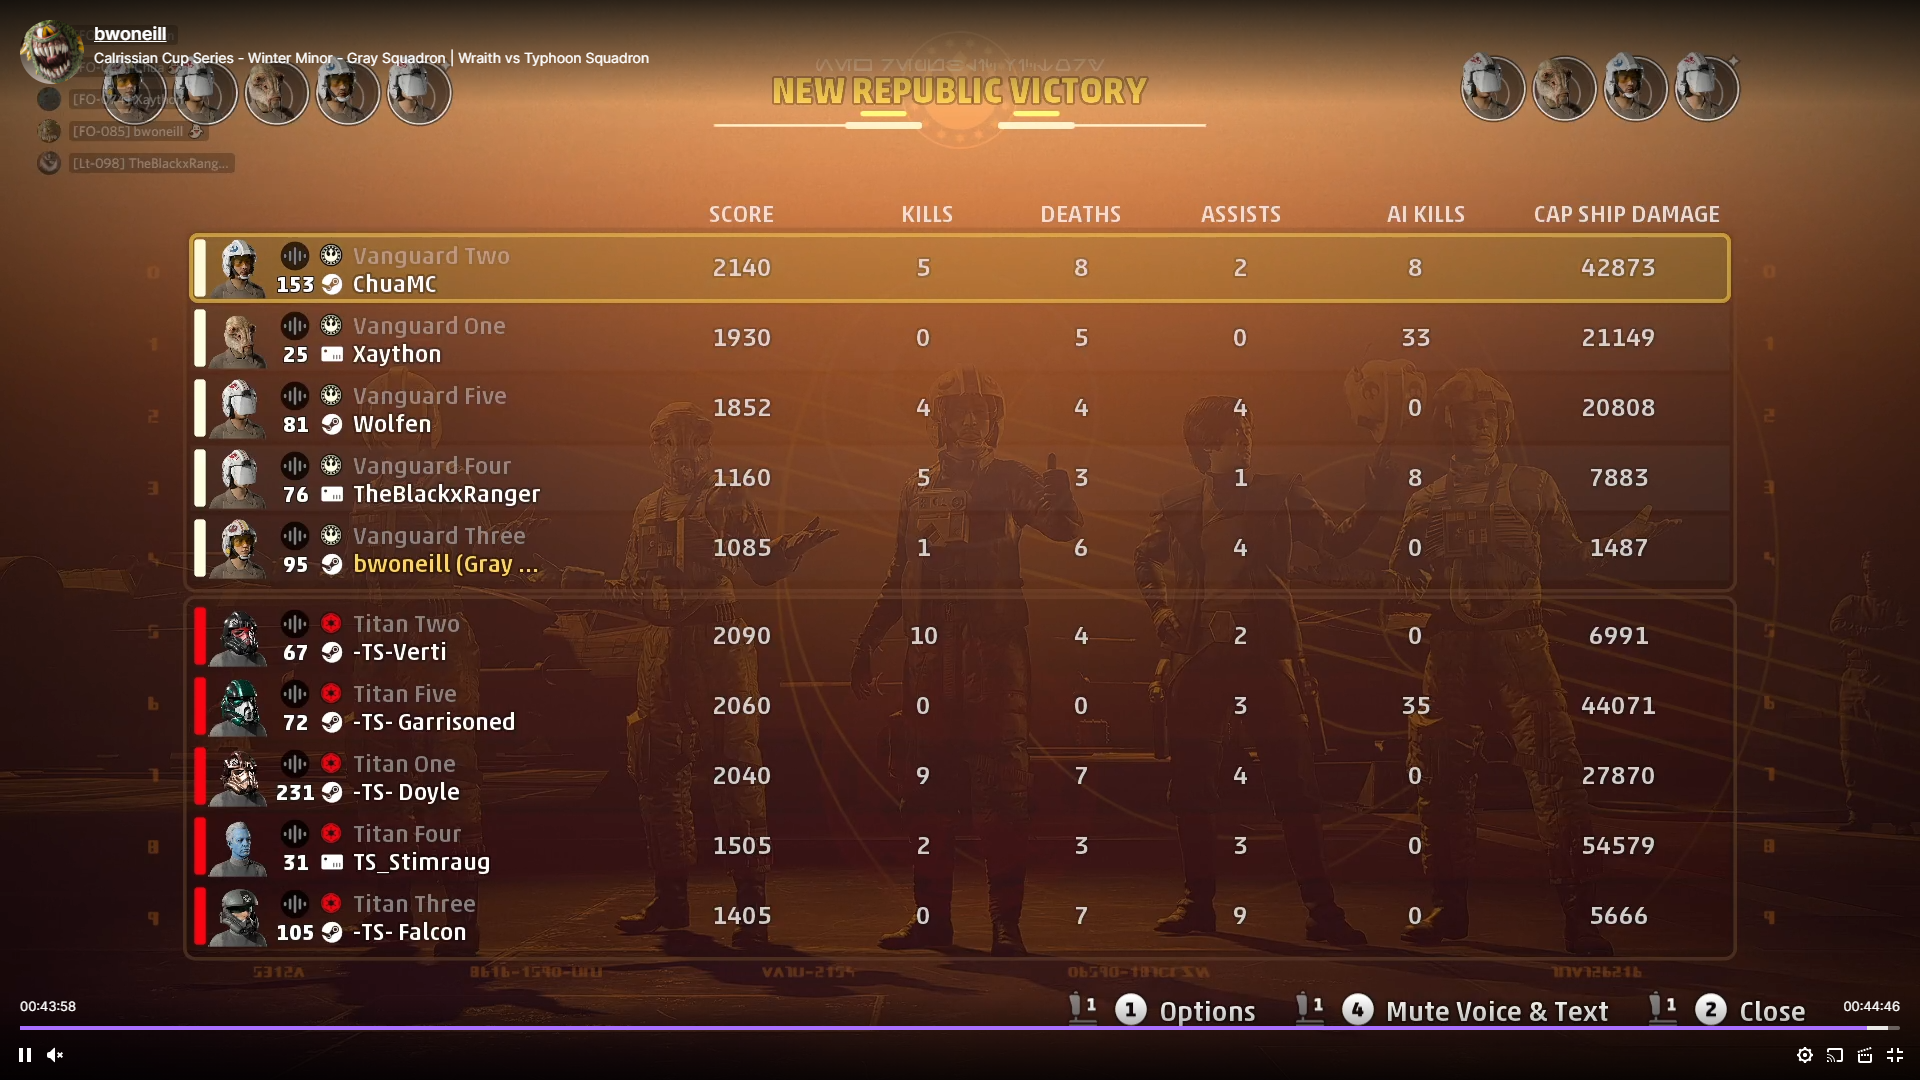 bwoneill
Calrissian Cup Series - Winter Minor - Gray Squadron | Wraith vs Typhoon Squadron
[FO-085] bwoneill
[Lt-098] TheBlackxRang...
NEW REPUBLIC VICTORY
SCORE KILLS DEATHS ASSISTS AI KILLS CAP SHIP DAMAGE
Vanguard Two
153 ChuaMC 2140 5 8 2 8 42873
Vanguard One
25 Xaython 1930 0 5 0 33 21149
Vanguard Five
81 Wolfen 1852 4 4 4 0 20808
Vanguard Four
76 TheBlackxRanger 1160 5 3 1 8 7883
Vanguard Three
95 bwoneill (Gray ... 1085 1 6 4 0 1487
Titan Two
67 -TS-Verti 2090 10 4 2 0 6991
Titan Five
72 -TS- Garrisoned 2060 0 0 3 35 44071
Titan One
231 -TS- Doyle 2040 9 7 4 0 27870
Titan Four
31 TS_Stimraug 1505 2 3 3 0 54579
Titan Three
105 -TS- Falcon 1405 0 7 9 0 5666
00:43:58
1 1 Options 1 4 Mute Voice & Text 1 2 Close
00:44:46